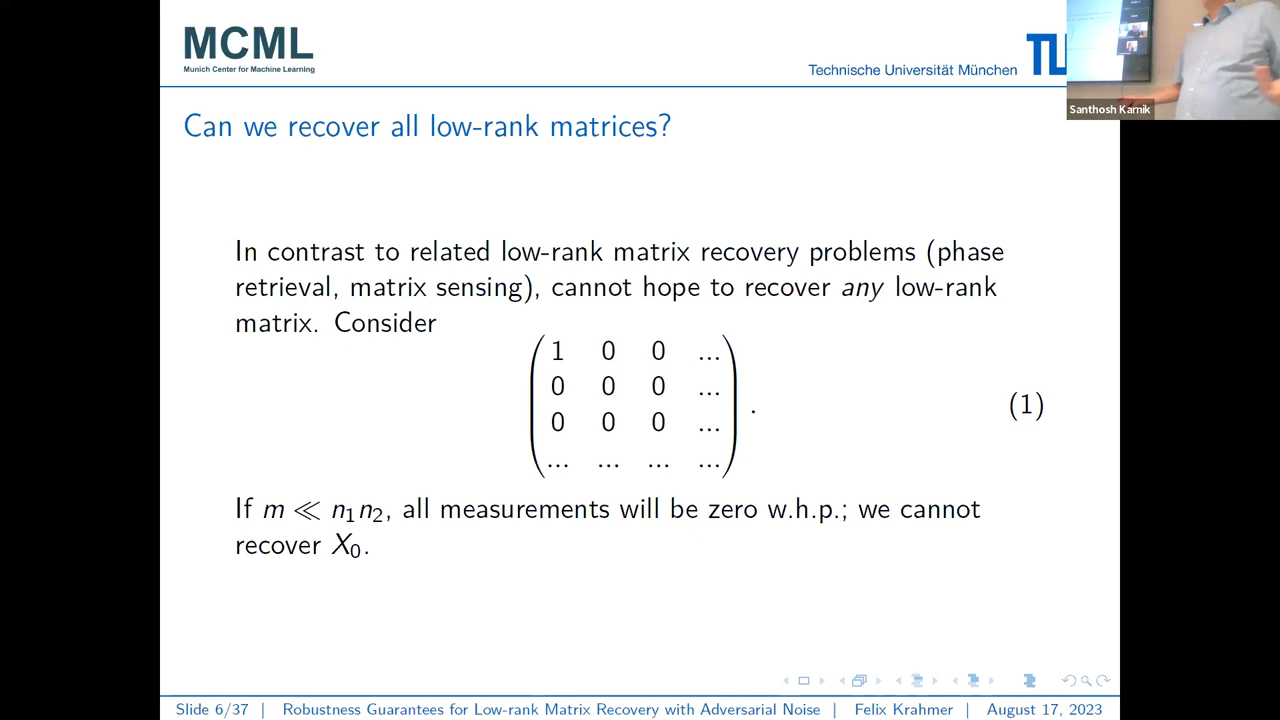 MCML
Munich Center for Machine Learning
Technische Universität München
Santhosh Karnik
Can we recover all low-rank matrices?
In contrast to related low-rank matrix recovery problems (phase
retrieval, matrix sensing), cannot hope to recover any low-rank
matrix. Consider
1 0 0 ...
0 0 0 ...
0 0 0 ...
... ... ... ...
. (1)
If m ≪ n₁n₂, all measurements will be zero w.h.p.; we cannot
recover X₀.
Slide 6/37 | Robustness Guarantees for Low-rank Matrix Recovery with Adversarial Noise | Felix Krahmer | August 17, 2023